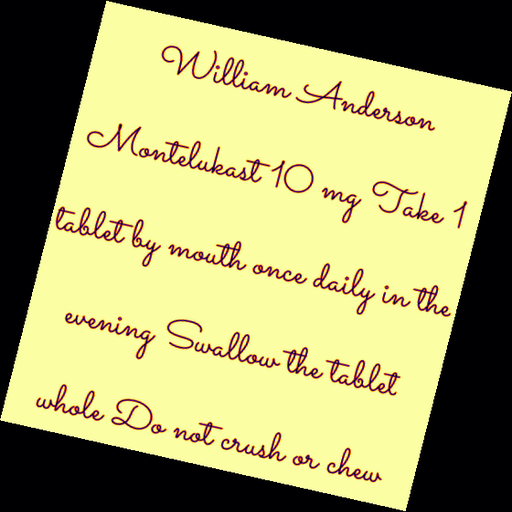 William Anderson
Montelukast 10 mg Take 1
tablet by mouth once daily in the
evening Swallow the tablet
whole Do not crush or chew